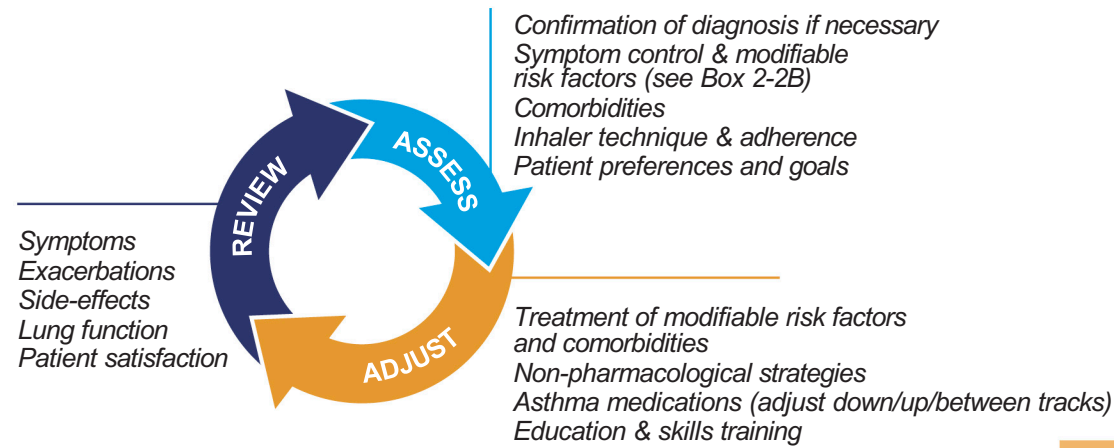 Confirmation of diagnosis if necessary
Symptom control & modifiable
risk factors (see Box 2-2B)
Comorbidities
Inhaler technique & adherence
Patient preferences and goals
ASSESS
REVIEW
Symptoms
Exacerbations
Side-effects
Lung function
Patient satisfaction
ADJUST
Treatment of modifiable risk factors
and comorbidities
Non-pharmacological strategies
Asthma medications (adjust down/up/between tracks)
Education & skills training